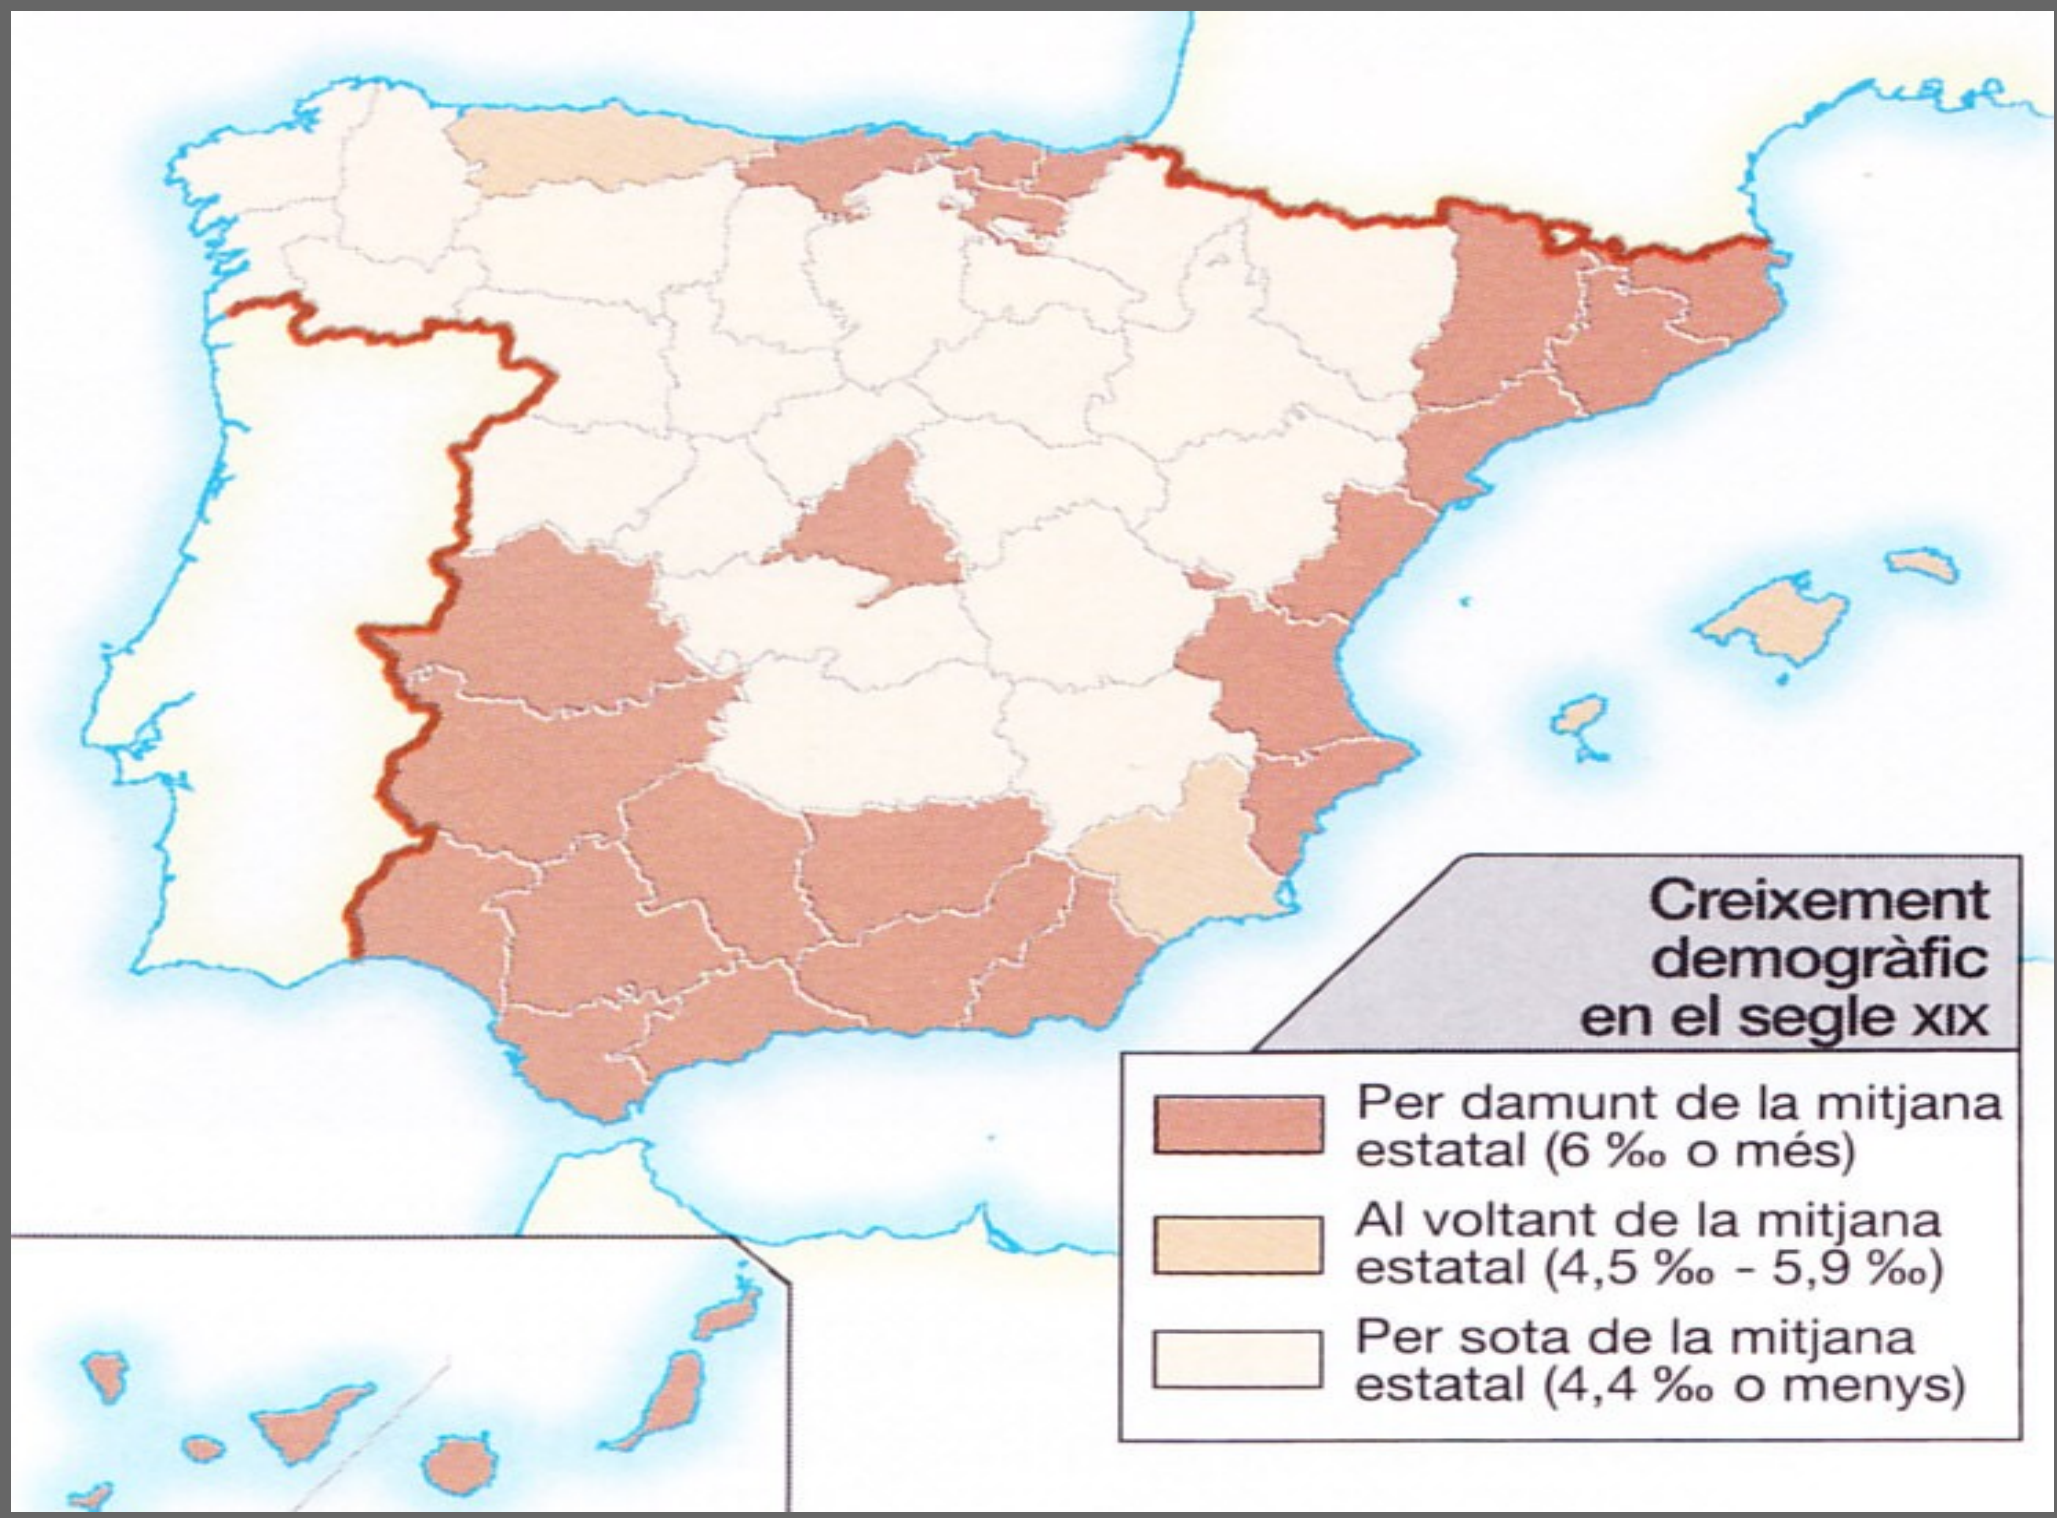 Creixement
demogràfic
en el segle XIX
Per damunt de la mitjana
estatal (6 ‰ o més)
Al voltant de la mitjana
estatal (4,5 ‰ - 5,9 ‰)
Per sota de la mitjana
estatal (4,4 ‰ o menys)